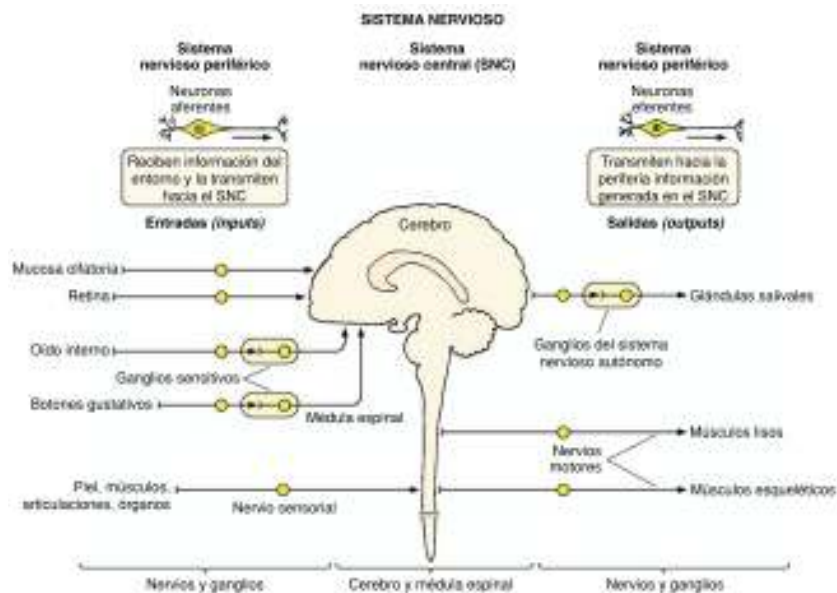 SISTEMA NERVIOSO
Sistema
nervioso periférico
Sistema
nervioso central (SNC)
Sistema
nervioso periférico
Neuronas
aferentes
Neuronas
eferentes
Reciben información del
entorno y la transmiten
hacia el SNC
Transmiten hacia la
periferia información
generada en el SNC
Entradas (inputs)
Salidas (outputs)
Cerebro
Mucosa olfatoria
Retina
Oído interno
Ganglios sensitivos
Botones gustativos
Médula espinal
Piel, músculos,
articulaciones, órganos
Nervio sensorial
Glándulas salivales
Ganglios del sistema
nervioso autónomo
Músculos lisos
Nervios
motores
Músculos esqueléticos
Nervios y ganglios
Cerebro y médula espinal
Nervios y ganglios